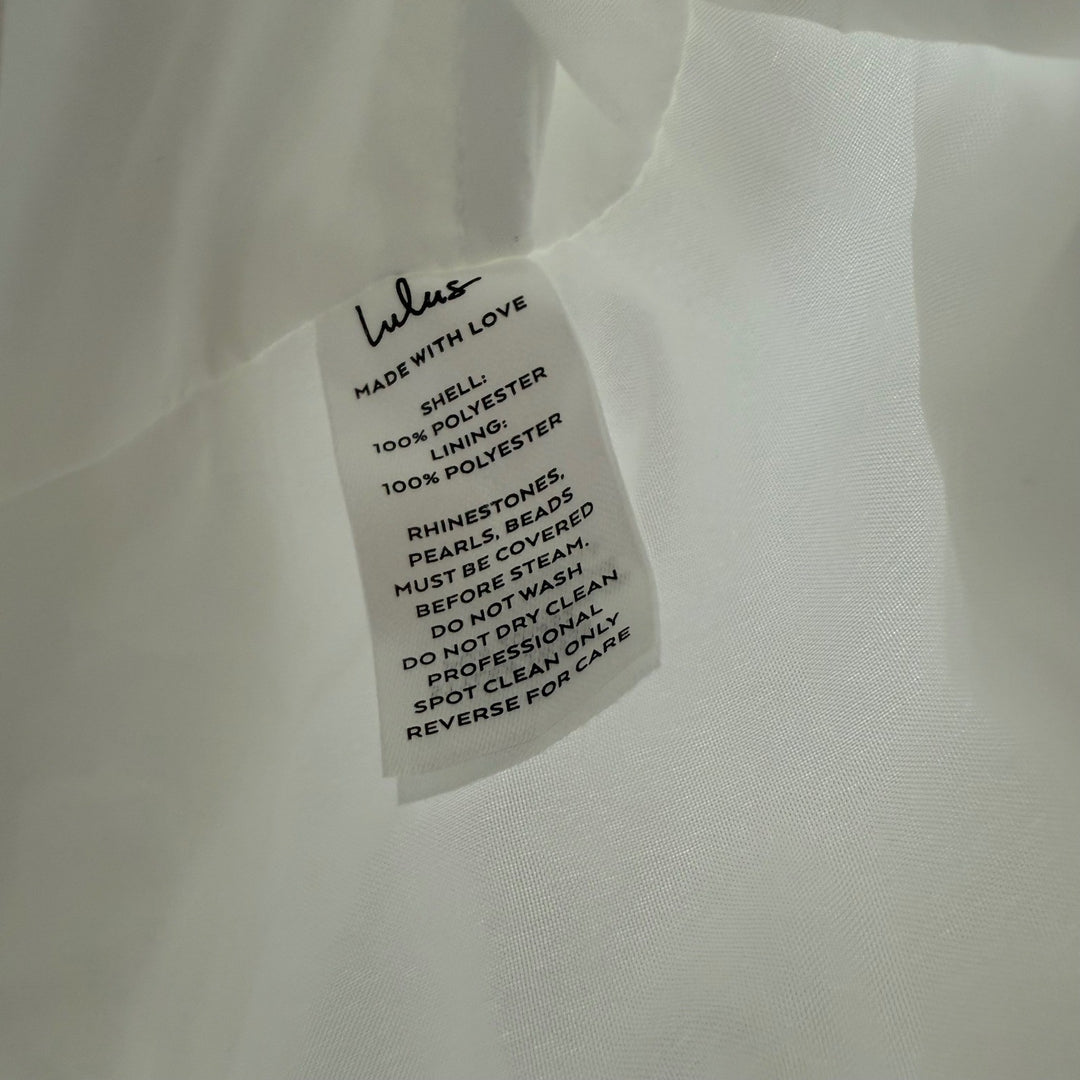 Lulus
MADE WITH LOVE
SHELL:
100% POLYESTER
LINING:
100% POLYESTER
RHINESTONES,
PEARLS, BEADS
MUST BE COVERED
BEFORE STEAM.
DO NOT WASH
DO NOT DRY CLEAN
PROFESSIONAL
SPOT CLEAN ONLY
REVERSE FOR CARE